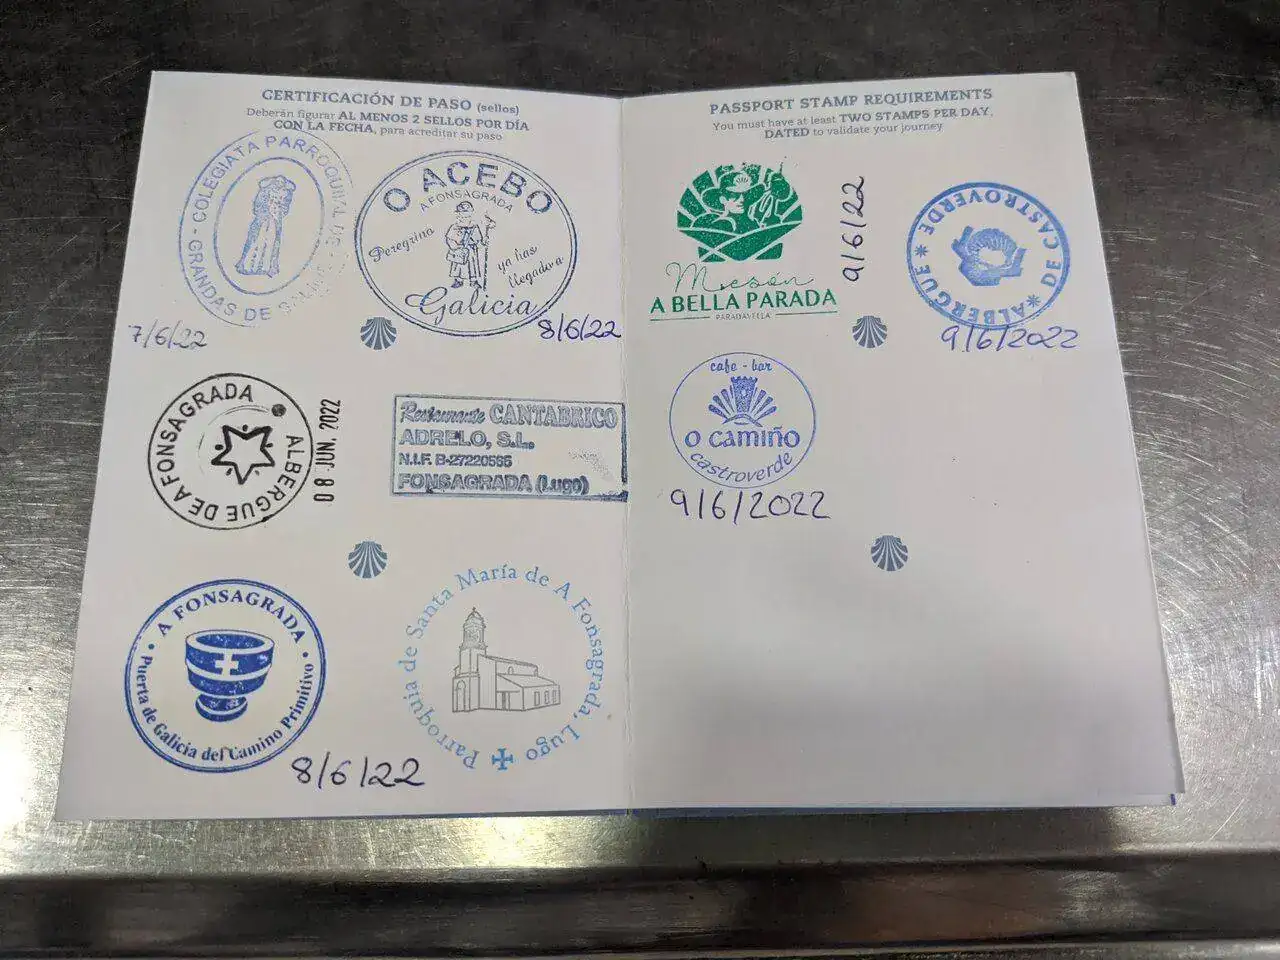 CERTIFICACIÓN DE PASO (sellos)
Deberán figurar AL MENOS 2 SELLOS POR DÍA
CON LA FECHA, para acreditar su paso
COLEGIATA PARROQUIAL
GRANDAS DE
7/6/22
O ACEBO
A FONSAGRADA
Peregrino
ya has
llegado a
Galicia
8/6/22
ALBERGUE DE A FONSAGRADA
08 JUN. 2022
Restaurante CANTABRICO
ADRELO, S.L.
N.I.F. B-27220565
FONSAGRADA (Lugo)
• A FONSAGRADA •
Puerta de Galicia del Camino Primitivo
8/6/22
Parroquia de Santa María de A Fonsagrada, Lugo
PASSPORT STAMP REQUIREMENTS
You must have at least TWO STAMPS PER DAY,
DATED to validate your journey
Mesón
A BELLA PARADA
PARADAVELLA
9/6/22
* ALBERGUE * DE CASTROVERDE
9/6/2022
cafe - bar
O CAMIÑO
castroverde
9/6/2022